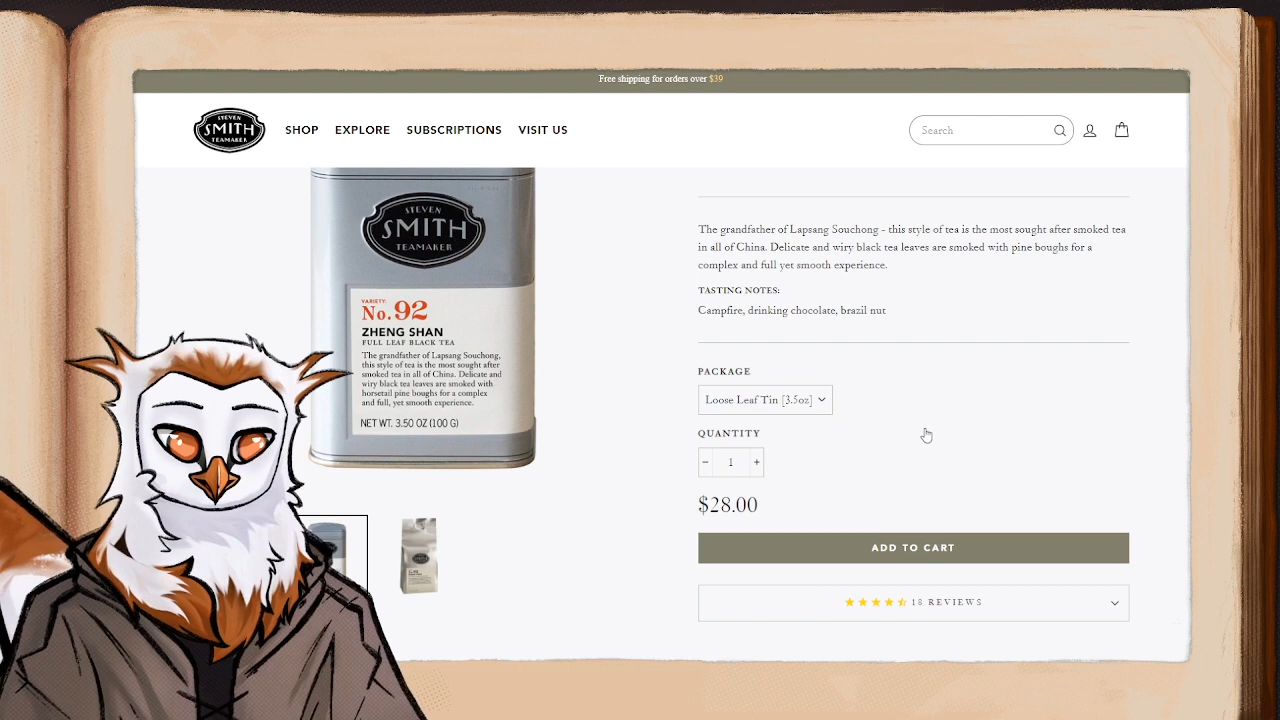 Free shipping for orders over $39
STEVEN
SMITH
TEAMAKER
SHOP EXPLORE SUBSCRIPTIONS VISIT US
Search
STEVEN
SMITH
TEAMAKER
VARIETY:
No. 92
ZHENG SHAN
FULL LEAF BLACK TEA
The grandfather of Lapsang Souchong,
this style of tea is the most sought after
smoked tea in all of China. Delicate and
wiry black tea leaves are smoked with
horsetail pine boughs for a complex
and full, yet smooth experience.
NET WT. 3.50 OZ (100 G)
The grandfather of Lapsang Souchong - this style of tea is the most sought after smoked tea
in all of China. Delicate and wiry black tea leaves are smoked with pine boughs for a
complex and full yet smooth experience.
TASTING NOTES:
Campfire, drinking chocolate, brazil nut
PACKAGE
Loose Leaf Tin [3.5oz]
QUANTITY
− 1 +
$28.00
ADD TO CART
18 REVIEWS